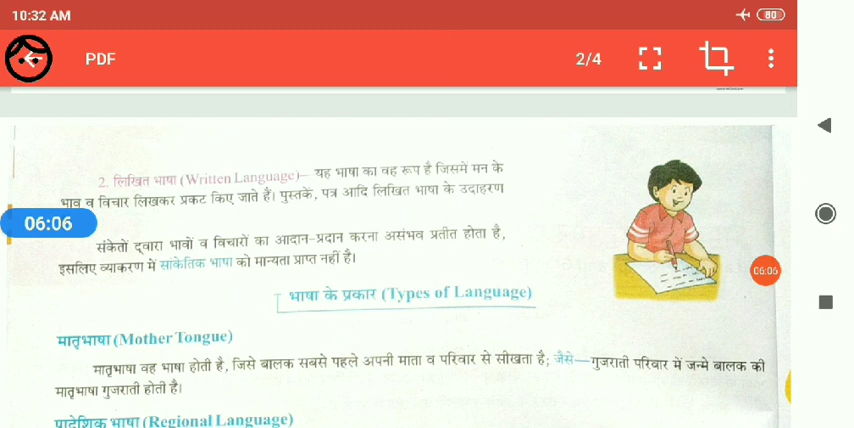 10:32 AM
80
PDF
2/4
2. लिखित भाषा (Written Language)— यह भाषा का वह रूप है जिसमें मन के
भाव व विचार लिखकर प्रकट किए जाते हैं। पुस्तकें, पत्र आदि लिखित भाषा के उदाहरण
06:06
संकेतों द्वारा भावों व विचारों का आदान-प्रदान करना असंभव प्रतीत होता है,
इसलिए व्याकरण में सांकेतिक भाषा को मान्यता प्राप्त नहीं है।
06:06
भाषा के प्रकार (Types of Language)
मातृभाषा (Mother Tongue)
मातृभाषा वह भाषा होती है, जिसे बालक सबसे पहले अपनी माता व परिवार से सीखता है; जैसे—गुजराती परिवार में जन्मे बालक की
मातृभाषा गुजराती होती है।
प्रादेशिक भाषा (Regional Language)